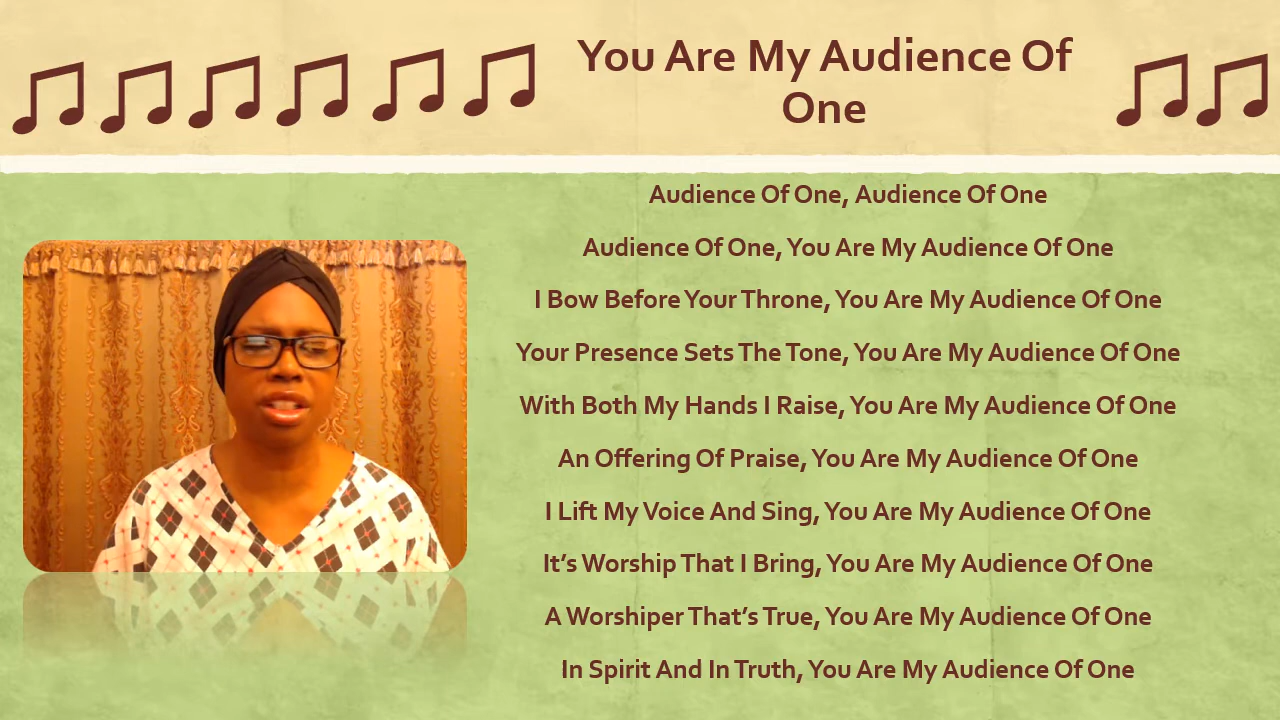 You Are My Audience Of
One
Audience Of One, Audience Of One
Audience Of One, You Are My Audience Of One
I Bow Before Your Throne, You Are My Audience Of One
Your Presence Sets The Tone, You Are My Audience Of One
With Both My Hands I Raise, You Are My Audience Of One
An Offering Of Praise, You Are My Audience Of One
I Lift My Voice And Sing, You Are My Audience Of One
It’s Worship That I Bring, You Are My Audience Of One
A Worshiper That’s True, You Are My Audience Of One
In Spirit And In Truth, You Are My Audience Of One